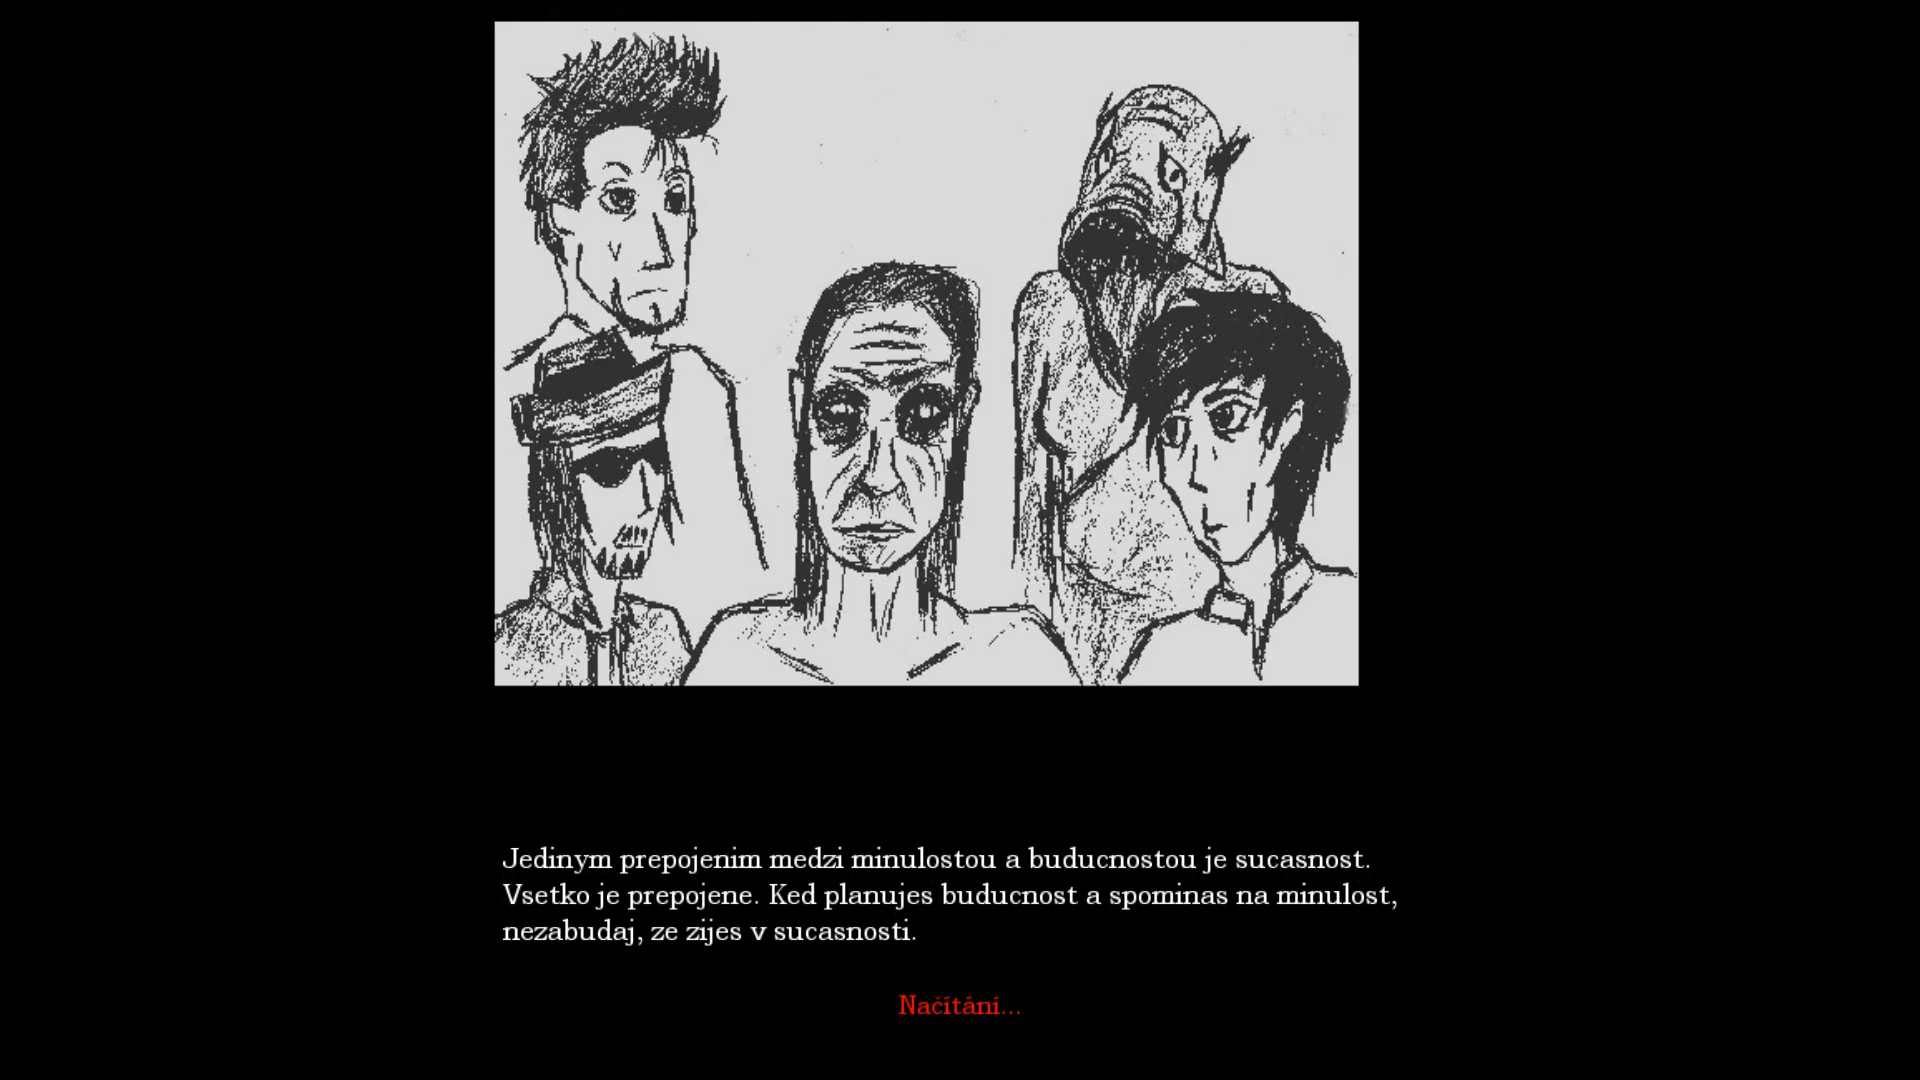 Jedinym prepojenim medzi minulostou a buducnostou je sucasnost.
Vsetko je prepojene. Ked planujes buducnost a spominas na minulost,
nezabudaj, ze zijes v sucasnosti.
Načítání...